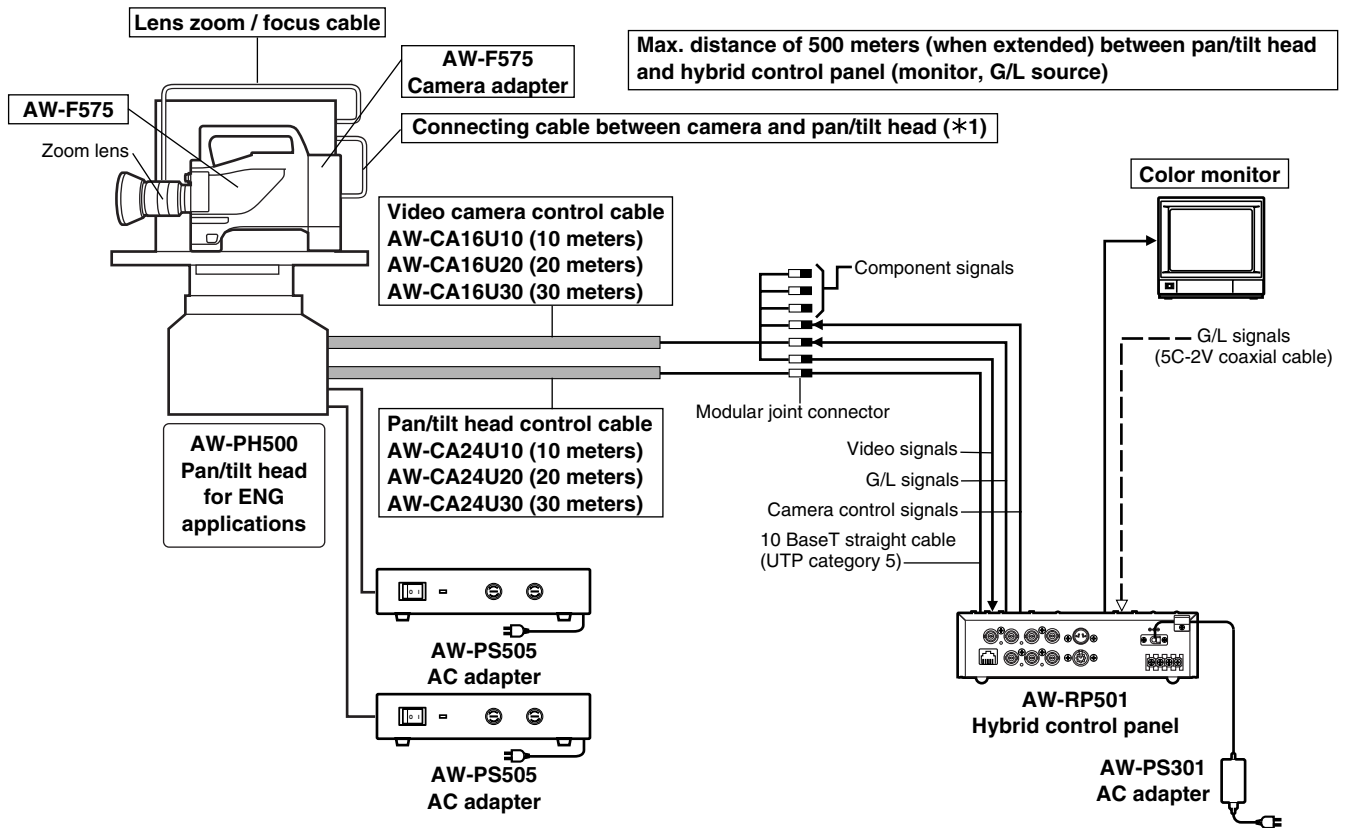 Lens zoom / focus cable
AW-F575
Camera adapter
Max. distance of 500 meters (when extended) between pan/tilt head
and hybrid control panel (monitor, G/L source)
AW-F575
Zoom lens
Connecting cable between camera and pan/tilt head (*1)
Color monitor
Video camera control cable
AW-CA16U10 (10 meters)
AW-CA16U20 (20 meters)
AW-CA16U30 (30 meters)
Component signals
G/L signals
(5C-2V coaxial cable)
Modular joint connector
Pan/tilt head control cable
AW-CA24U10 (10 meters)
AW-CA24U20 (20 meters)
AW-CA24U30 (30 meters)
AW-PH500
Pan/tilt head
for ENG
applications
Video signals
G/L signals
Camera control signals
10 BaseT straight cable
(UTP category 5)
AW-PS505
AC adapter
AW-PS505
AC adapter
AW-RP501
Hybrid control panel
AW-PS301
AC adapter